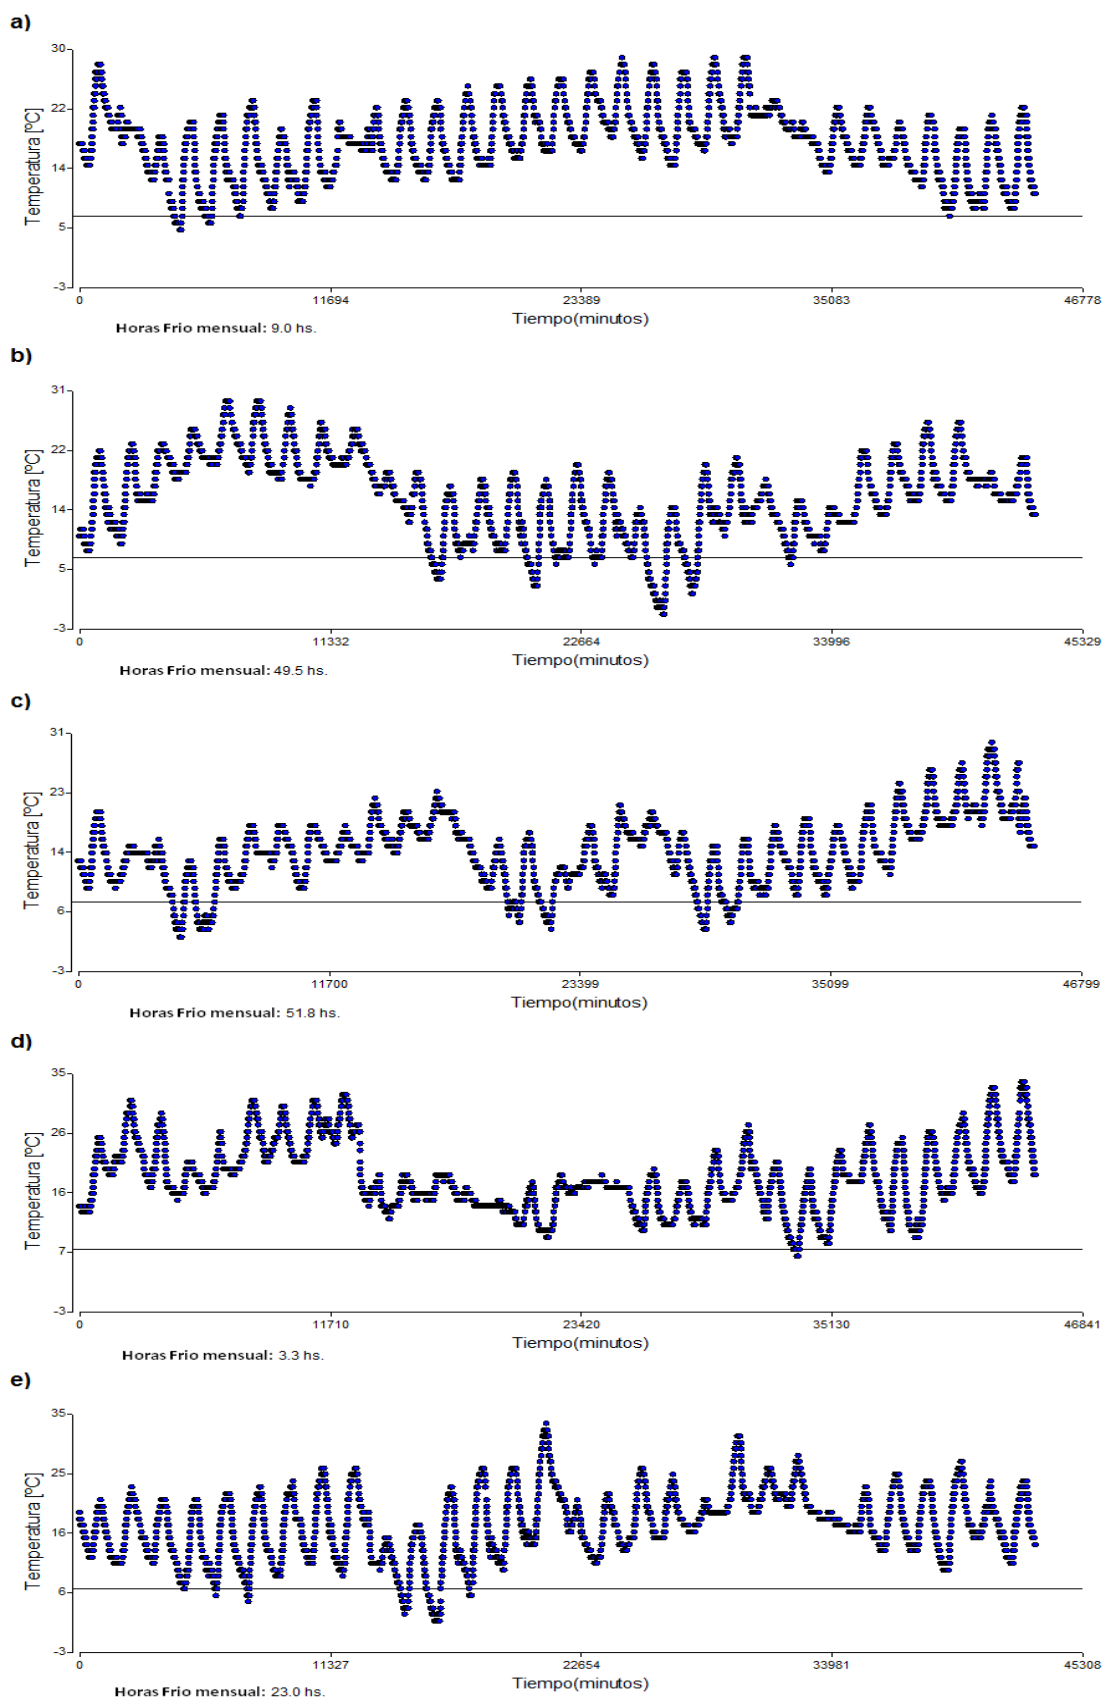 a)
Temperatura [ºC]
30
22
14
5
-3
0 11694 23389 35083 46778
Tiempo(minutos)
Horas Frio mensual: 9.0 hs.
b)
Temperatura [ºC]
31
22
14
5
-3
0 11332 22664 33996 45329
Tiempo(minutos)
Horas Frio mensual: 49.5 hs.
c)
Temperatura [ºC]
31
23
14
6
-3
0 11700 23399 35099 46799
Tiempo(minutos)
Horas Frio mensual: 51.8 hs.
d)
Temperatura [ºC]
35
26
16
7
-3
0 11710 23420 35130 46841
Tiempo(minutos)
Horas Frio mensual: 3.3 hs.
e)
Temperatura [ºC]
35
25
16
6
-3
0 11327 22654 33981 45308
Tiempo(minutos)
Horas Frio mensual: 23.0 hs.